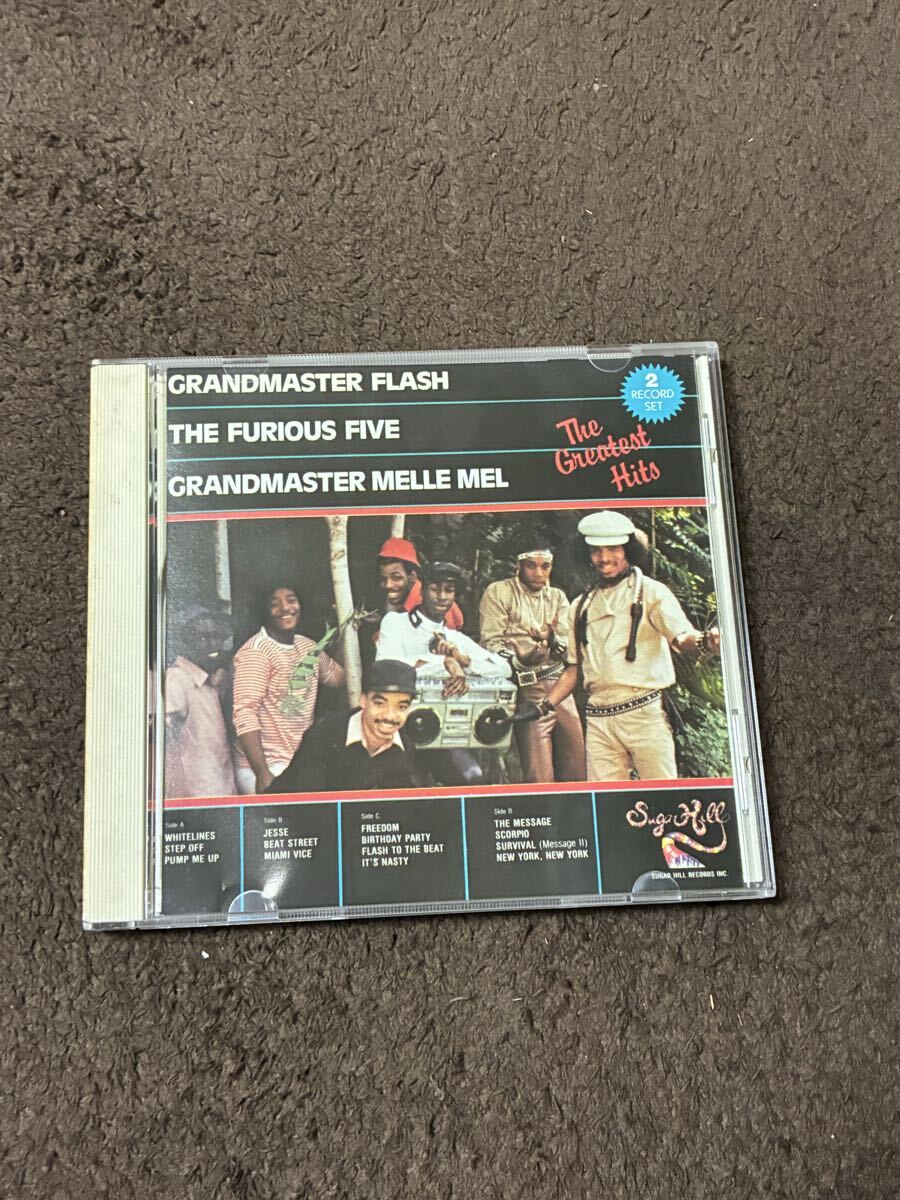 GRANDMASTER FLASH
THE FURIOUS FIVE
GRANDMASTER MELLE MEL
2
RECORD
SET
The
Greatest
Hits
Side A
WHITELINES
STEP OFF
PUMP ME UP
Side B
JESSE
BEAT STREET
MIAMI VICE
Side C
FREEDOM
BIRTHDAY PARTY
FLASH TO THE BEAT
IT'S NASTY
Side D
THE MESSAGE
SCORPIO
SURVIVAL (Message II)
NEW YORK, NEW YORK
Sugar Hill
SUGAR HILL RECORDS INC.